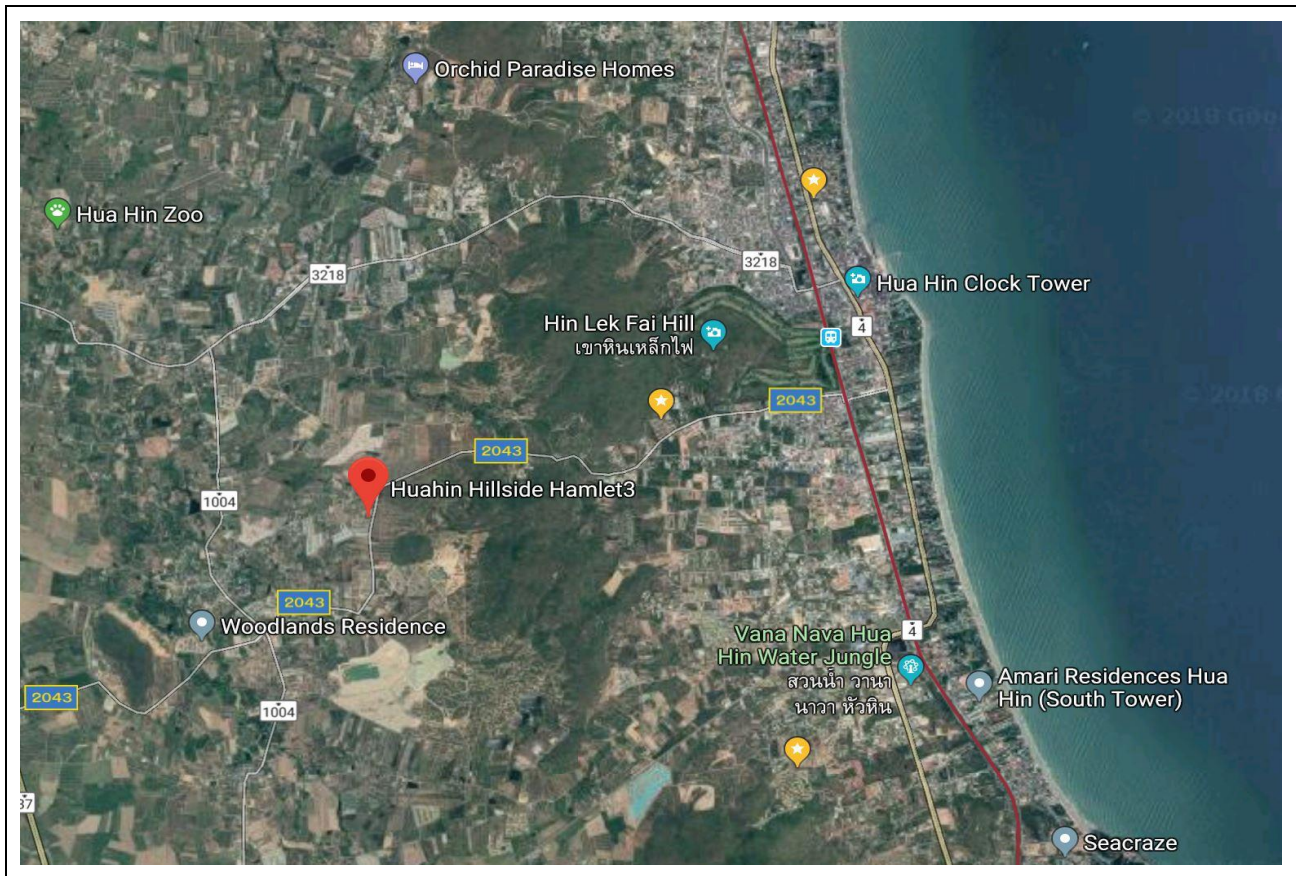 Orchid Paradise Homes
Hua Hin Zoo
3218
3218
Hua Hin Clock Tower
Hin Lek Fai Hill
เขาหินเหล็กไฟ
4
2043
2043
Huahin Hillside Hamlet3
1004
2043
Woodlands Residence
4
Vana Nava Hua
Hin Water Jungle
สวนน้ำ วานา
นาวา หัวหิน
Amari Residences Hua
Hin (South Tower)
2043
1004
37
Seacraze